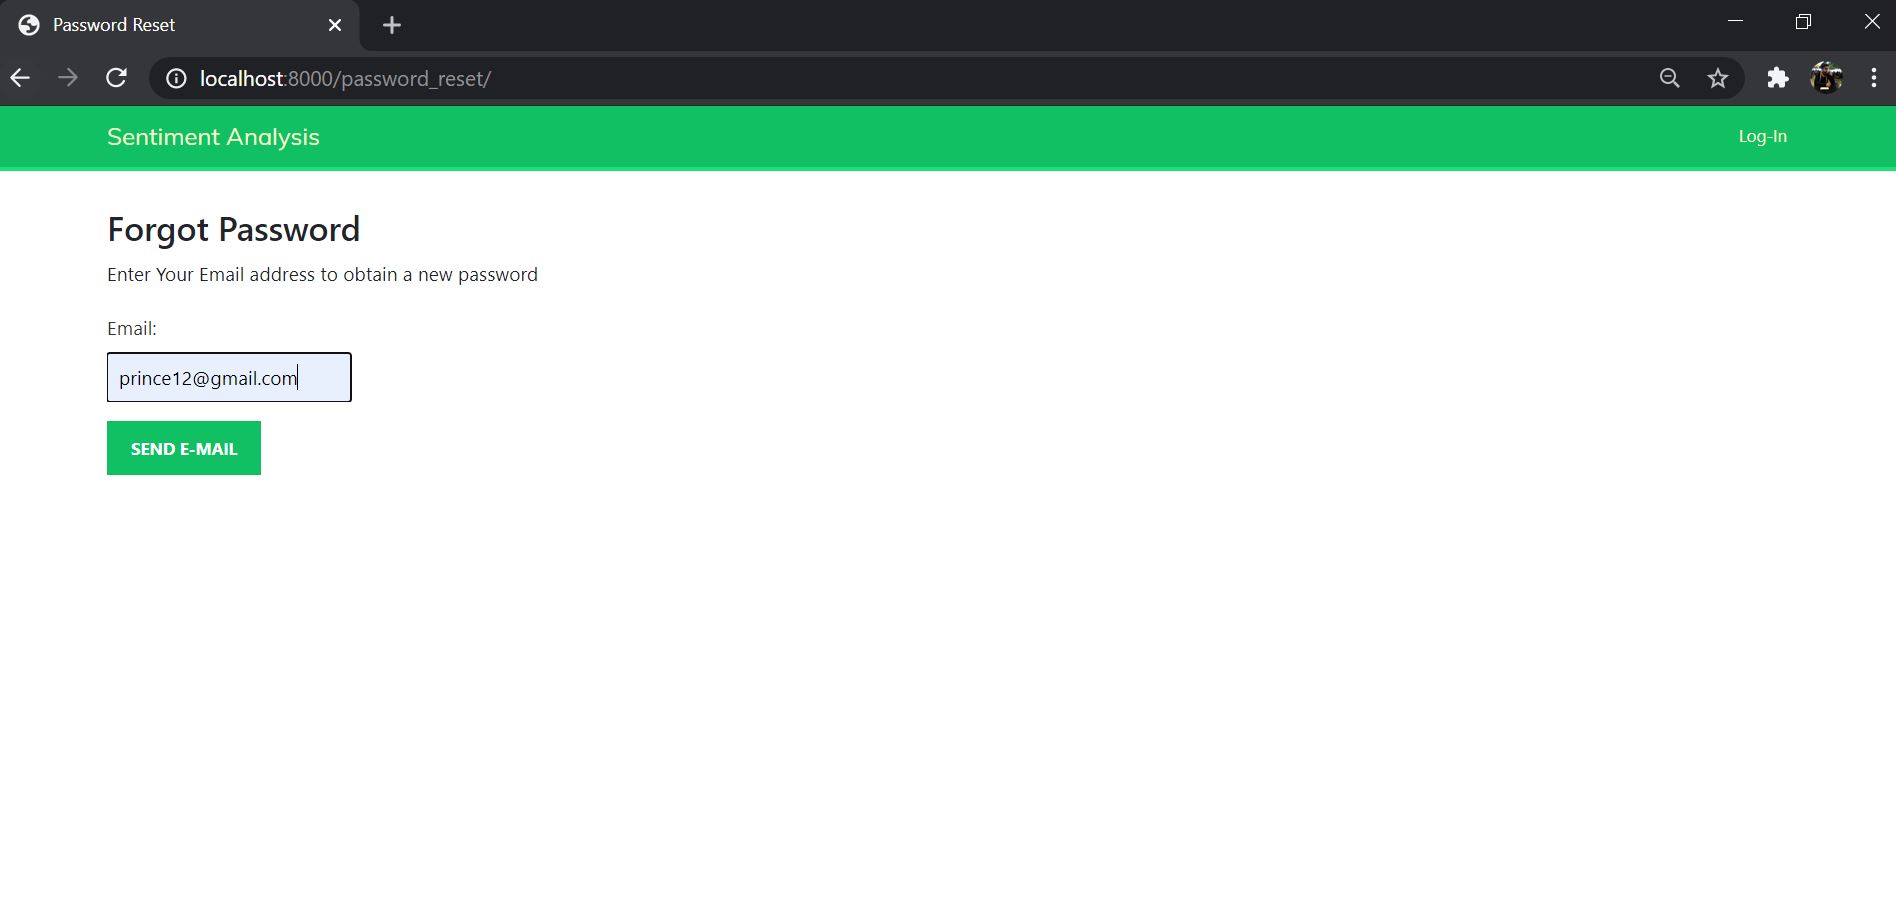 Password Reset
localhost:8000/password_reset/
Sentiment Analysis
Log-In
Forgot Password
Enter Your Email address to obtain a new password
Email:
prince12@gmail.com
SEND E-MAIL